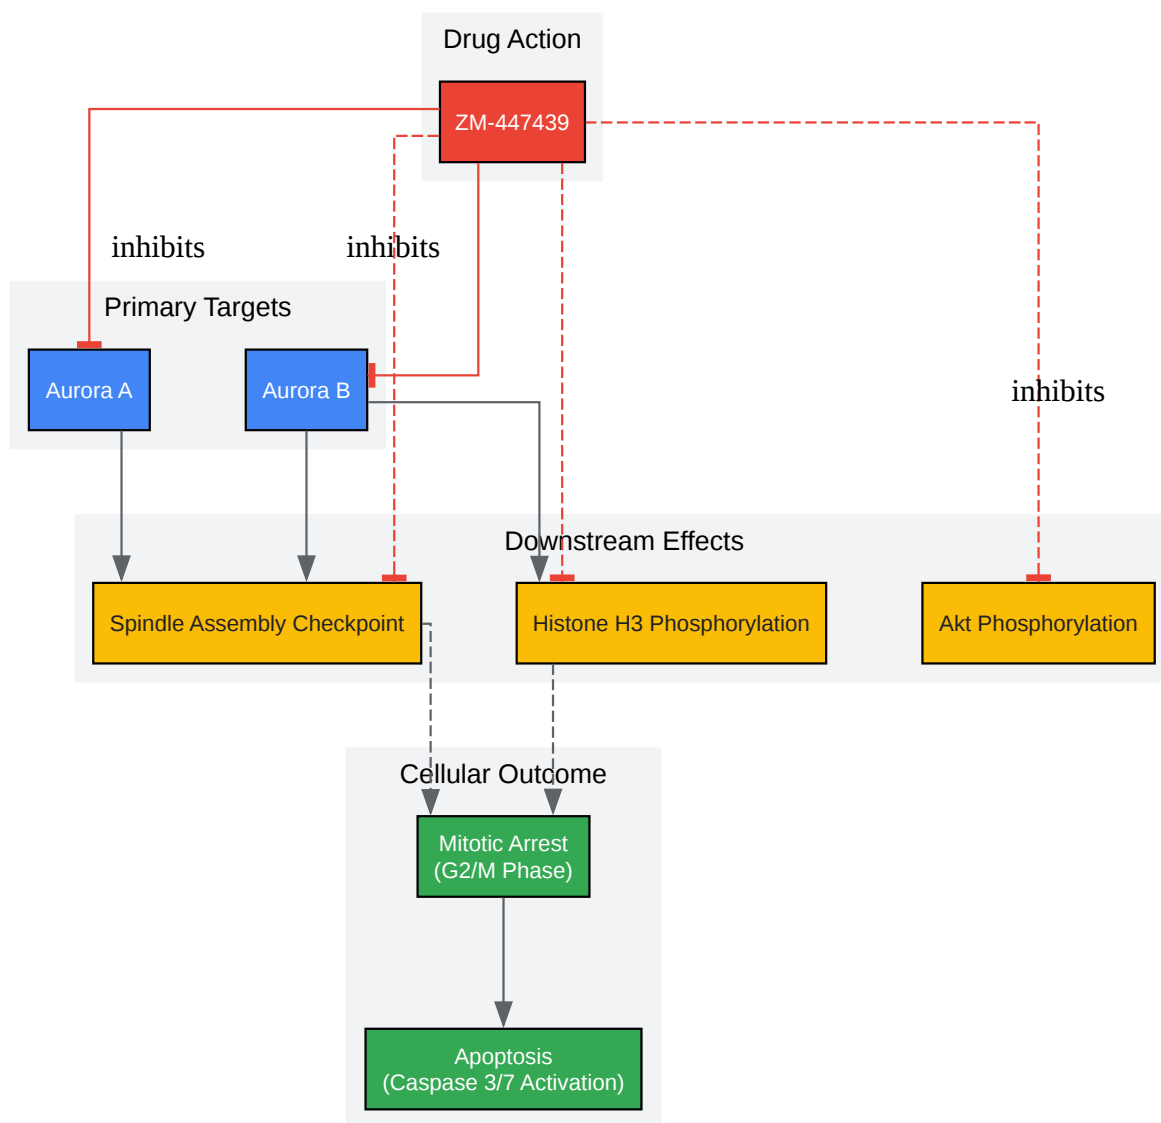 Drug Action
ZM-447439
inhibits
inhibits
Primary Targets
Aurora A
Aurora B
inhibits
Downstream Effects
Spindle Assembly Checkpoint
Histone H3 Phosphorylation
Akt Phosphorylation
Cellular Outcome
Mitotic Arrest
(G2/M Phase)
Apoptosis
(Caspase 3/7 Activation)